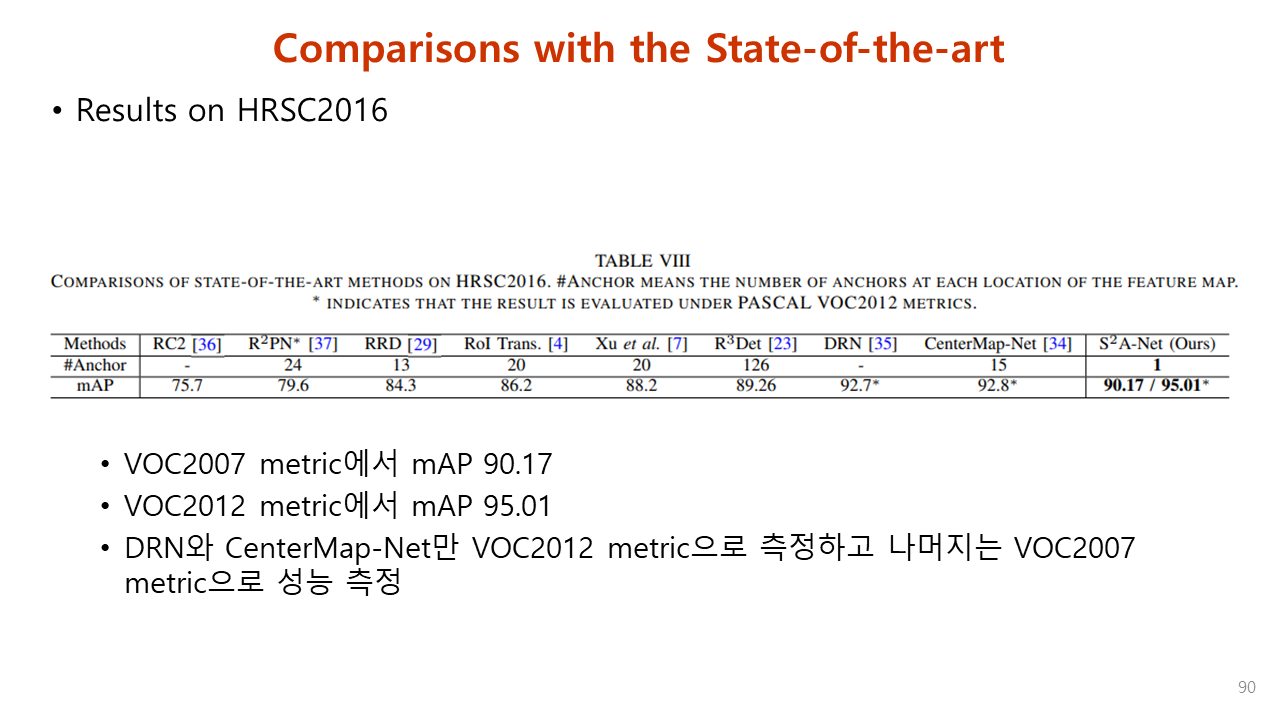 Comparisons with the State-of-the-art
• Results on HRSC2016
TABLE VIII
COMPARISONS OF STATE-OF-THE-ART METHODS ON HRSC2016. #ANCHOR MEANS THE NUMBER OF ANCHORS AT EACH LOCATION OF THE FEATURE MAP.
* INDICATES THAT THE RESULT IS EVALUATED UNDER PASCAL VOC2012 METRICS.
Methods RC2 [36] R²PN* [37] RRD [29] RoI Trans. [4] Xu et al. [7] R³Det [23] DRN [35] CenterMap-Net [34] S²A-Net (Ours)
#Anchor - 24 13 20 20 126 - 15 1
mAP 75.7 79.6 84.3 86.2 88.2 89.26 92.7* 92.8* 90.17 / 95.01*
• VOC2007 metric에서 mAP 90.17
• VOC2012 metric에서 mAP 95.01
• DRN와 CenterMap-Net만 VOC2012 metric으로 측정하고 나머지는 VOC2007
metric으로 성능 측정
90